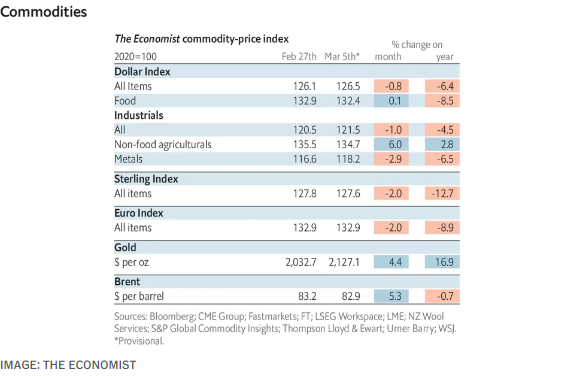 Commodities
The Economist commodity-price index
% change on
2020=100 Feb 27th Mar 5th* month year
Dollar Index
All Items 126.1 126.5 -0.8 -6.4
Food 132.9 132.4 0.1 -8.5
Industrials
All 120.5 121.5 -1.0 -4.5
Non-food agriculturals 135.5 134.7 6.0 2.8
Metals 116.6 118.2 -2.9 -6.5
Sterling Index
All items 127.8 127.6 -2.0 -12.7
Euro Index
All items 132.9 132.9 -2.0 -8.9
Gold
$ per oz 2,032.7 2,127.1 4.4 16.9
Brent
$ per barrel 83.2 82.9 5.3 -0.7
Sources: Bloomberg; CME Group; Fastmarkets; FT; LSEG Workspace; LME; NZ Wool
Services; S&P Global Commodity Insights; Thompson Lloyd & Ewart; Urner Barry; WSJ.
*Provisional.
IMAGE: THE ECONOMIST